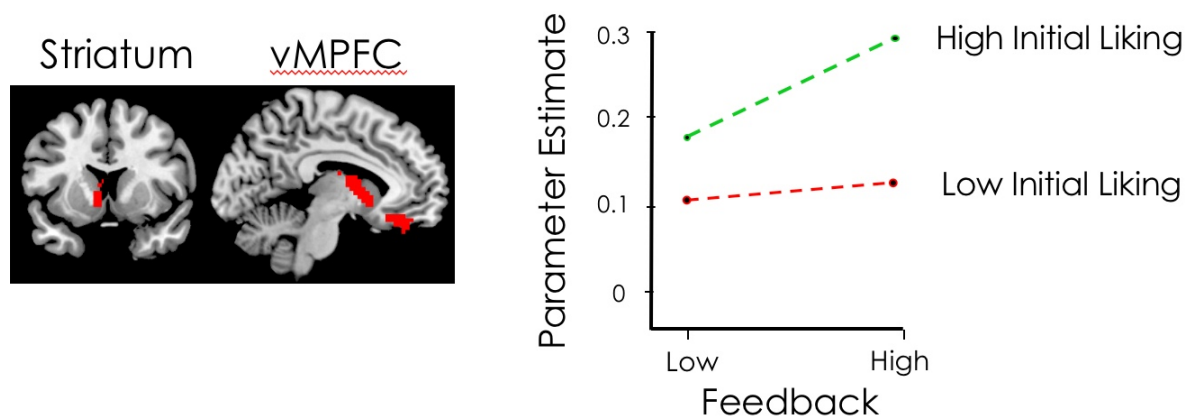 Striatum
vMPFC
Parameter Estimate
0.3
0.2
0.1
0
High Initial Liking
Low Initial Liking
Low
High
Feedback